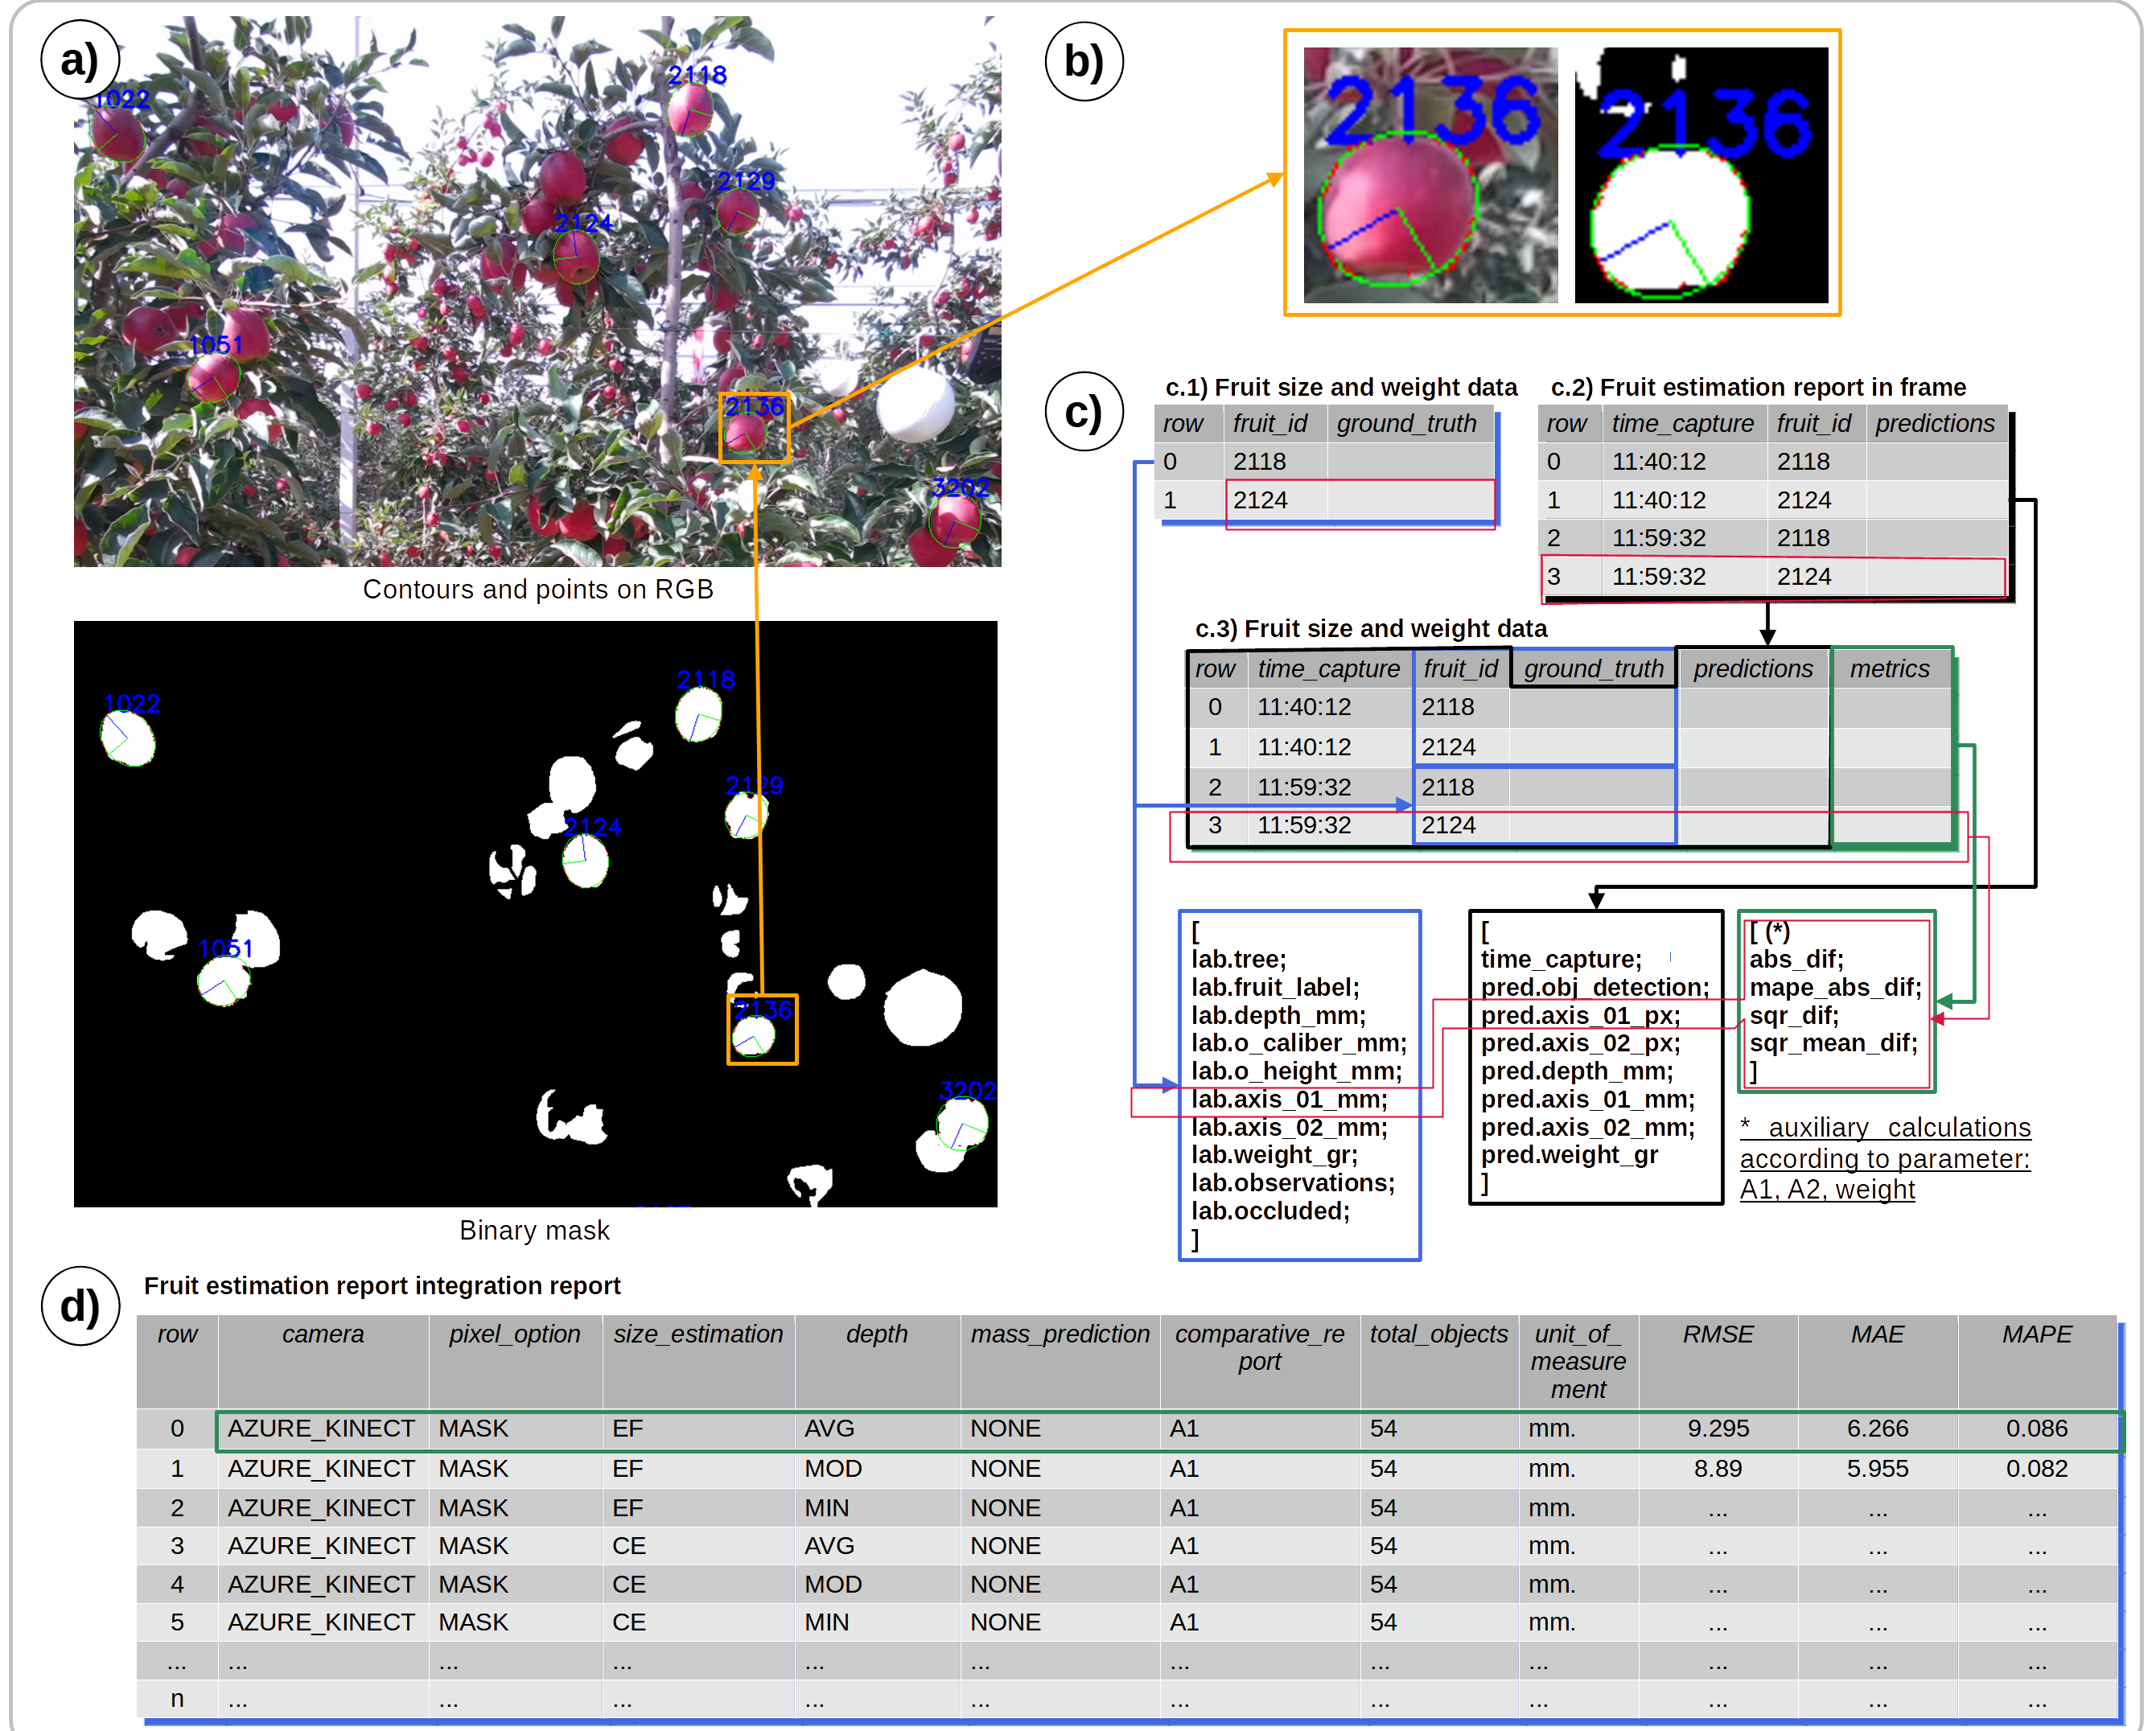 a)
1022
2118
2129
2124
1051
2136
3202
Contours and points on RGB
1022
2118
2129
2124
1051
2136
3202
Binary mask
b)
2136
2136
c)
c.1) Fruit size and weight data
row fruit_id ground_truth
0 2118
1 2124
c.2) Fruit estimation report in frame
row time_capture fruit_id predictions
0 11:40:12 2118
1 11:40:12 2124
2 11:59:32 2118
3 11:59:32 2124
c.3) Fruit size and weight data
row time_capture fruit_id ground_truth predictions metrics
0 11:40:12 2118
1 11:40:12 2124
2 11:59:32 2118
3 11:59:32 2124
[
lab.tree;
lab.fruit_label;
lab.depth_mm;
lab.o_caliber_mm;
lab.o_height_mm;
lab.axis_01_mm;
lab.axis_02_mm;
lab.weight_gr;
lab.observations;
lab.occluded;
]
[
time_capture;
pred.obj_detection;
pred.axis_01_px;
pred.axis_02_px;
pred.depth_mm;
pred.axis_01_mm;
pred.axis_02_mm;
pred.weight_gr
]
[ (*)
abs_dif;
mape_abs_dif;
sqr_dif;
sqr_mean_dif;
]
* auxiliary calculations
according to parameter:
A1, A2, weight
d)
Fruit estimation report integration report
row camera pixel_option size_estimation depth mass_prediction comparative_re total_objects unit_of_ RMSE MAE MAPE
port measure
ment
0 AZURE_KINECT MASK EF AVG NONE A1 54 mm. 9.295 6.266 0.086
1 AZURE_KINECT MASK EF MOD NONE A1 54 mm. 8.89 5.955 0.082
2 AZURE_KINECT MASK EF MIN NONE A1 54 mm. ... ... ...
3 AZURE_KINECT MASK CE AVG NONE A1 54 mm. ... ... ...
4 AZURE_KINECT MASK CE MOD NONE A1 54 mm. ... ... ...
5 AZURE_KINECT MASK CE MIN NONE A1 54 mm. ... ... ...
... ... ... ... ... ... ... ... ... ... ... ...
n ... ... ... ... ... ... ... ... ... ... ...